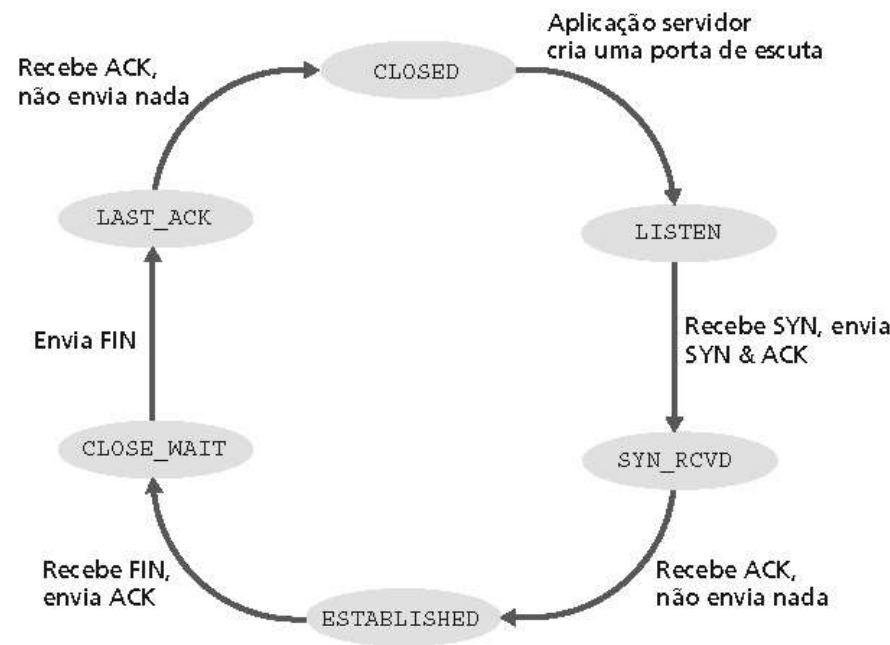 Aplicação servidor
cria uma porta de escuta
Recebe ACK,
não envia nada
CLOSED
LAST_ACK
LISTEN
Envia FIN
Recebe SYN, envia
SYN & ACK
CLOSE_WAIT
SYN_RCVD
Recebe FIN,
envia ACK
Recebe ACK,
não envia nada
ESTABLISHED